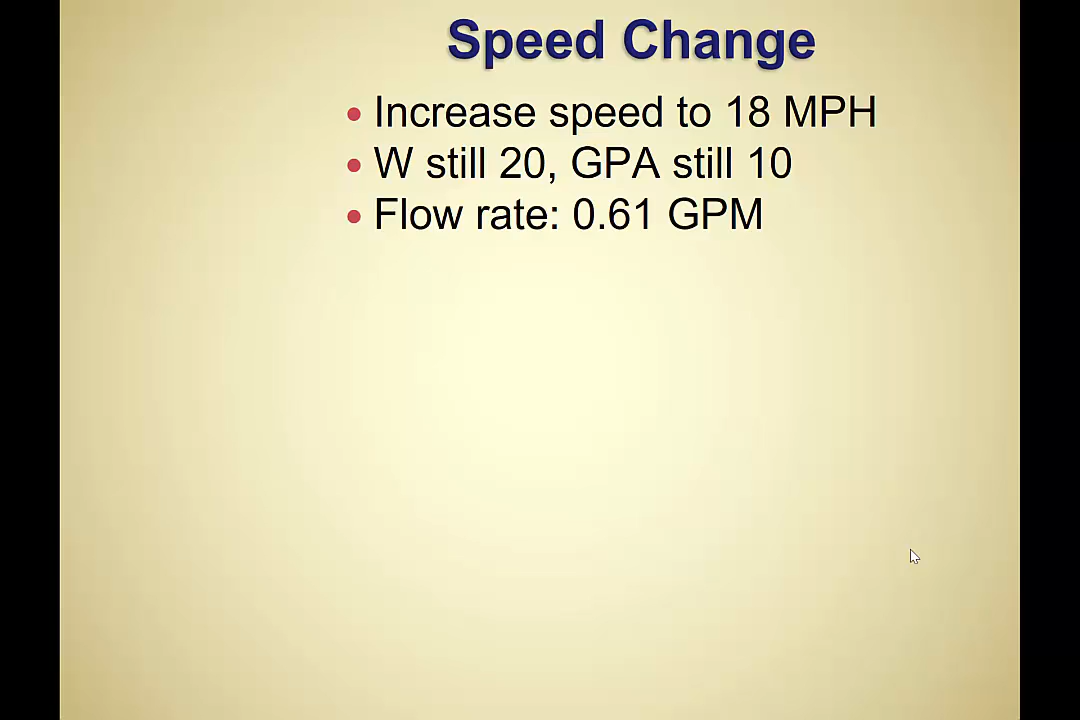 Speed Change
• Increase speed to 18 MPH
• W still 20, GPA still 10
• Flow rate: 0.61 GPM